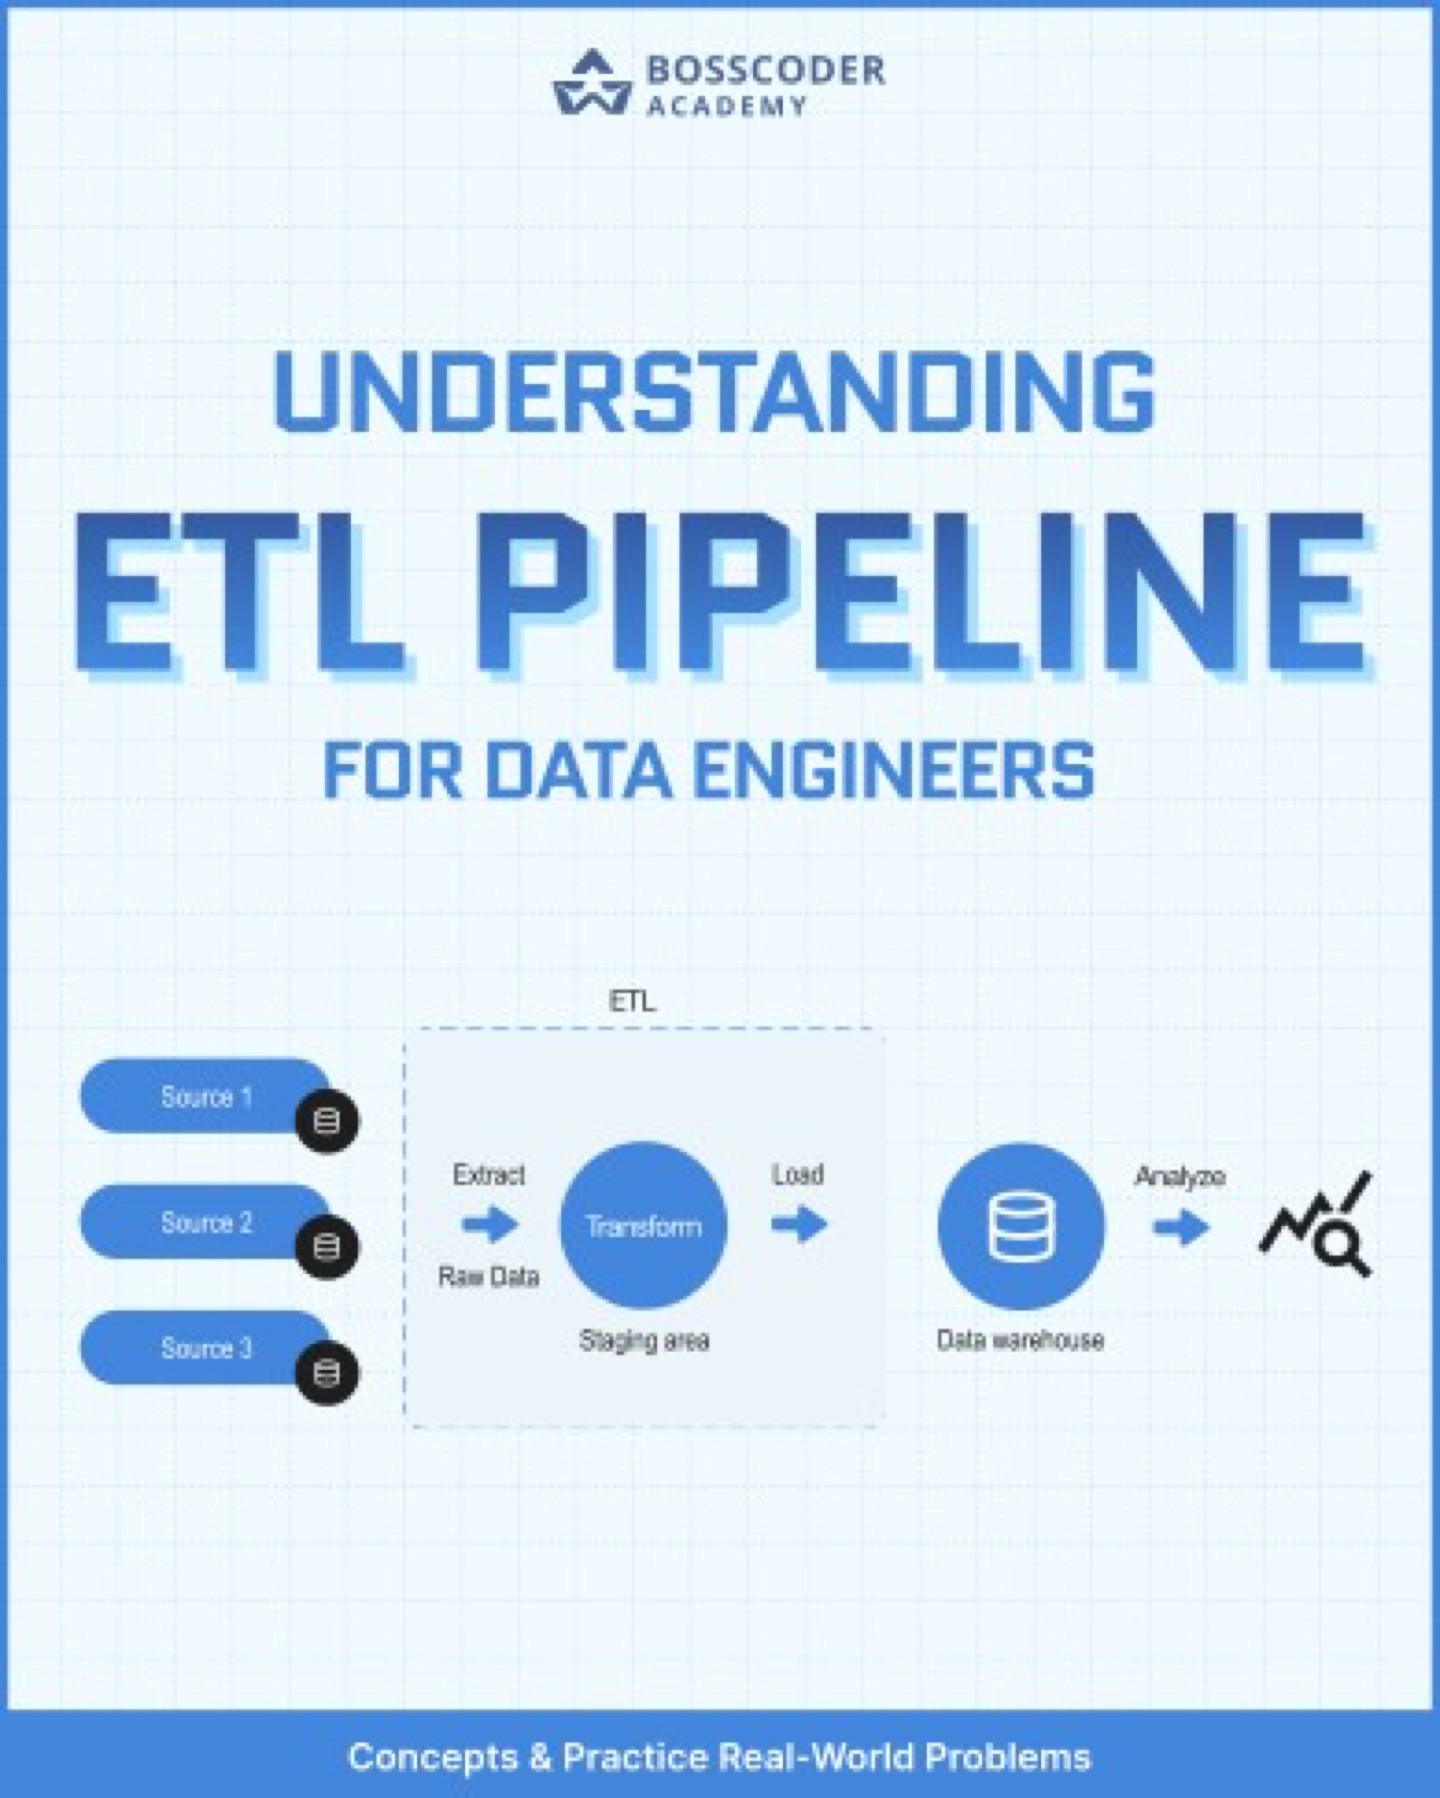 BOSSCODER
ACADEMY
UNDERSTANDING
ETL PIPELINE
FOR DATA ENGINEERS
ETL
Source 1
Source 2
Source 3
Extract
Raw Data
Transform
Staging area
Load
Data warehouse
Analyze
Concepts & Practice Real-World Problems